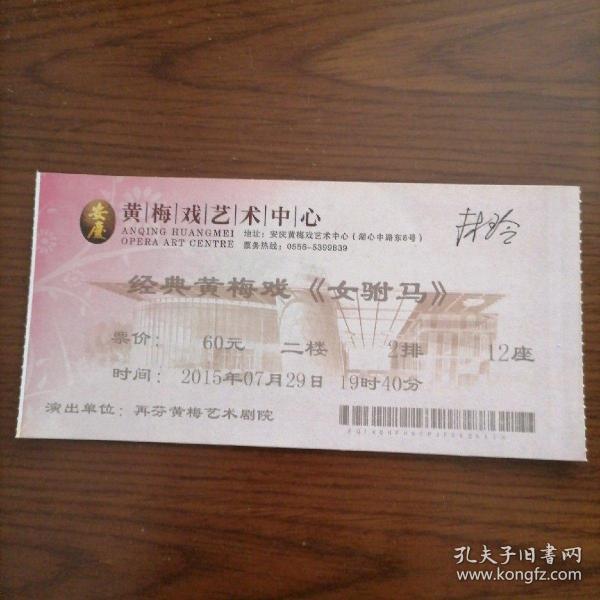 安庆
黄梅戏艺术中心
ANQING HUANGMEI
OPERA ART CENTRE
地址：安庆黄梅戏艺术中心（湖心中路东6号）
票务热线：0556-5399839
经典黄梅戏《女驸马》
票价： 60元 二楼 2排 12座
时间：2015年07月29日 19时40分
演出单位：再芬黄梅艺术剧院
孔夫子旧书网
www.kongfz.com